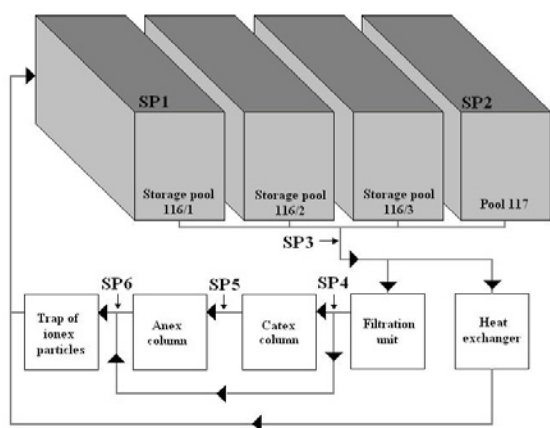 SP1
SP2
Storage pool
116/1
Storage pool
116/2
Storage pool
116/3
Pool 117
SP3
SP6
SP5
SP4
Trap of
ionex
particles
Anex
column
Catex
column
Filtration
unit
Heat
exchanger